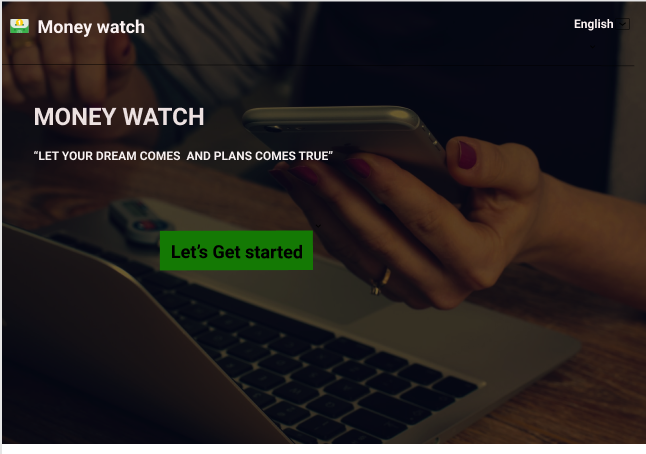 Money watch
English
MONEY WATCH
“LET YOUR DREAM COMES  AND PLANS COMES TRUE”
Let’s Get started